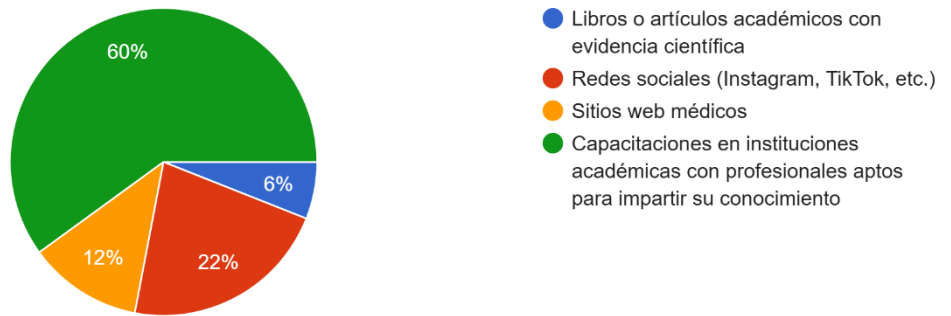 60%
6%
22%
12%
Libros o artículos académicos con
evidencia científica
Redes sociales (Instagram, TikTok, etc.)
Sitios web médicos
Capacitaciones en instituciones
académicas con profesionales aptos
para impartir su conocimiento